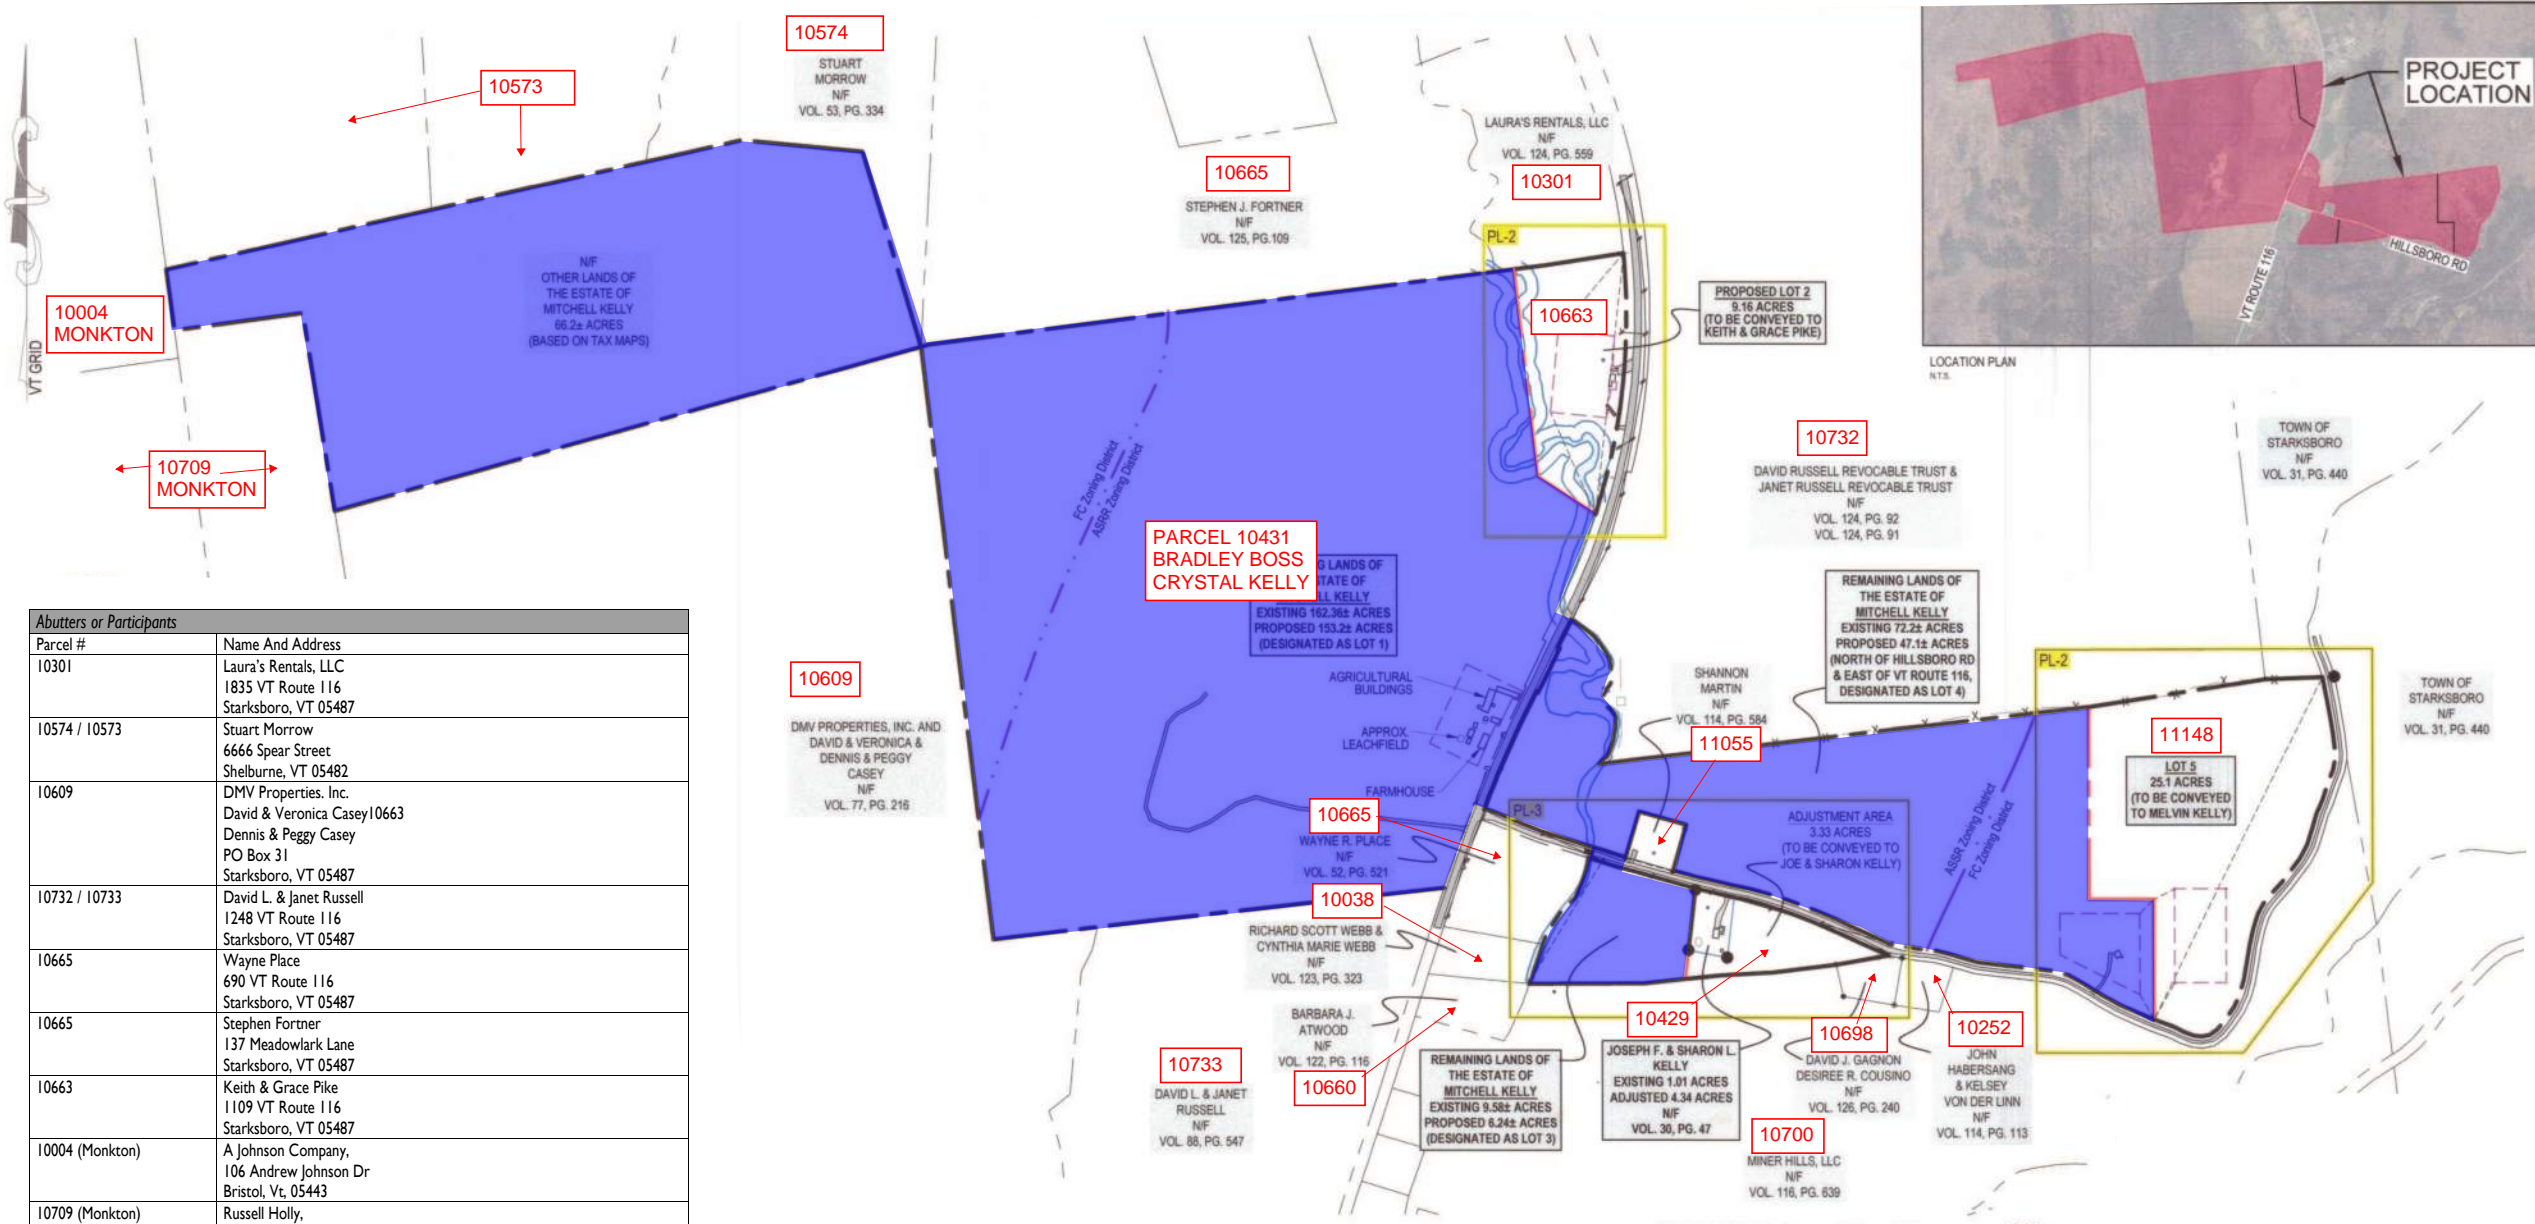 10574
STUART
MORROW
N/F
VOL. 53, PG. 334
10573
10665
STEPHEN J. FORTNER
N/F
VOL. 125, PG.109
LAURA'S RENTALS, LLC
N/F
VOL. 124, PG. 559
10301
PROJECT
LOCATION
VT ROUTE 116
HILLSBORO RD
LOCATION PLAN
N.T.S.
VT GRID
10004
MONKTON
10709
MONKTON
N/F
OTHER LANDS OF
THE ESTATE OF
MITCHELL KELLY
66.2± ACRES
(BASED ON TAX MAPS)
PL-2
10663
PROPOSED LOT 2
9.16 ACRES
(TO BE CONVEYED TO
KEITH & GRACE PIKE)
FC Zoning District
ASRR Zoning District
PARCEL 10431
BRADLEY BOSS
CRYSTAL KELLY
G LANDS OF
TATE OF
LL KELLY
EXISTING 162.36± ACRES
PROPOSED 153.2± ACRES
(DESIGNATED AS LOT 1)
10732
DAVID RUSSELL REVOCABLE TRUST &
JANET RUSSELL REVOCABLE TRUST
N/F
VOL. 124, PG. 92
VOL. 124, PG. 91
TOWN OF
STARKSBORO
N/F
VOL. 31, PG. 440
REMAINING LANDS OF
THE ESTATE OF
MITCHELL KELLY
EXISTING 72.2± ACRES
PROPOSED 47.1± ACRES
(NORTH OF HILLSBORO RD
& EAST OF VT ROUTE 116,
DESIGNATED AS LOT 4)
PL-2
TOWN OF
STARKSBORO
N/F
VOL. 31, PG. 440
10609
DMV PROPERTIES, INC. AND
DAVID & VERONICA &
DENNIS & PEGGY
CASEY
N/F
VOL. 77, PG. 216
AGRICULTURAL
BUILDINGS
APPROX.
LEACHFIELD
FARMHOUSE
SHANNON
MARTIN
N/F
VOL. 114, PG. 584
11055
11148
LOT 5
25.1 ACRES
(TO BE CONVEYED
TO MELVIN KELLY)
10665
WAYNE R. PLACE
N/F
VOL. 52, PG. 521
PL-3
ADJUSTMENT AREA
3.33 ACRES
(TO BE CONVEYED TO
JOE & SHARON KELLY)
ASRR Zoning District
FC Zoning District
10038
RICHARD SCOTT WEBB &
CYNTHIA MARIE WEBB
N/F
VOL. 123, PG. 323
BARBARA J.
ATWOOD
N/F
VOL. 122, PG. 116
10660
10733
DAVID L. & JANET
RUSSELL
N/F
VOL. 88, PG. 547
REMAINING LANDS OF
THE ESTATE OF
MITCHELL KELLY
EXISTING 9.58± ACRES
PROPOSED 6.24± ACRES
(DESIGNATED AS LOT 3)
10429
JOSEPH F. & SHARON L.
KELLY
EXISTING 1.01 ACRES
ADJUSTED 4.34 ACRES
N/F
VOL. 30, PG. 47
10698
DAVID J. GAGNON
DESIREE R. COUSINO
N/F
VOL. 126, PG. 240
10252
JOHN
HABERSANG
& KELSEY
VON DER LINN
N/F
VOL. 114, PG. 113
10700
MINER HILLS, LLC
N/F
VOL. 116, PG. 639
Abutters or Participants
Parcel # Name And Address
10301 Laura's Rentals, LLC
1835 VT Route 116
Starksboro, VT 05487
10574 / 10573 Stuart Morrow
6666 Spear Street
Shelburne, VT 05482
10609 DMV Properties. Inc.
David & Veronica Casey10663
Dennis & Peggy Casey
PO Box 31
Starksboro, VT 05487
10732 / 10733 David L. & Janet Russell
1248 VT Route 116
Starksboro, VT 05487
10665 Wayne Place
690 VT Route 116
Starksboro, VT 05487
10665 Stephen Fortner
137 Meadowlark Lane
Starksboro, VT 05487
10663 Keith & Grace Pike
1109 VT Route 116
Starksboro, VT 05487
10004 (Monkton) A Johnson Company,
106 Andrew Johnson Dr
Bristol, Vt, 05443
10709 (Monkton) Russell Holly,